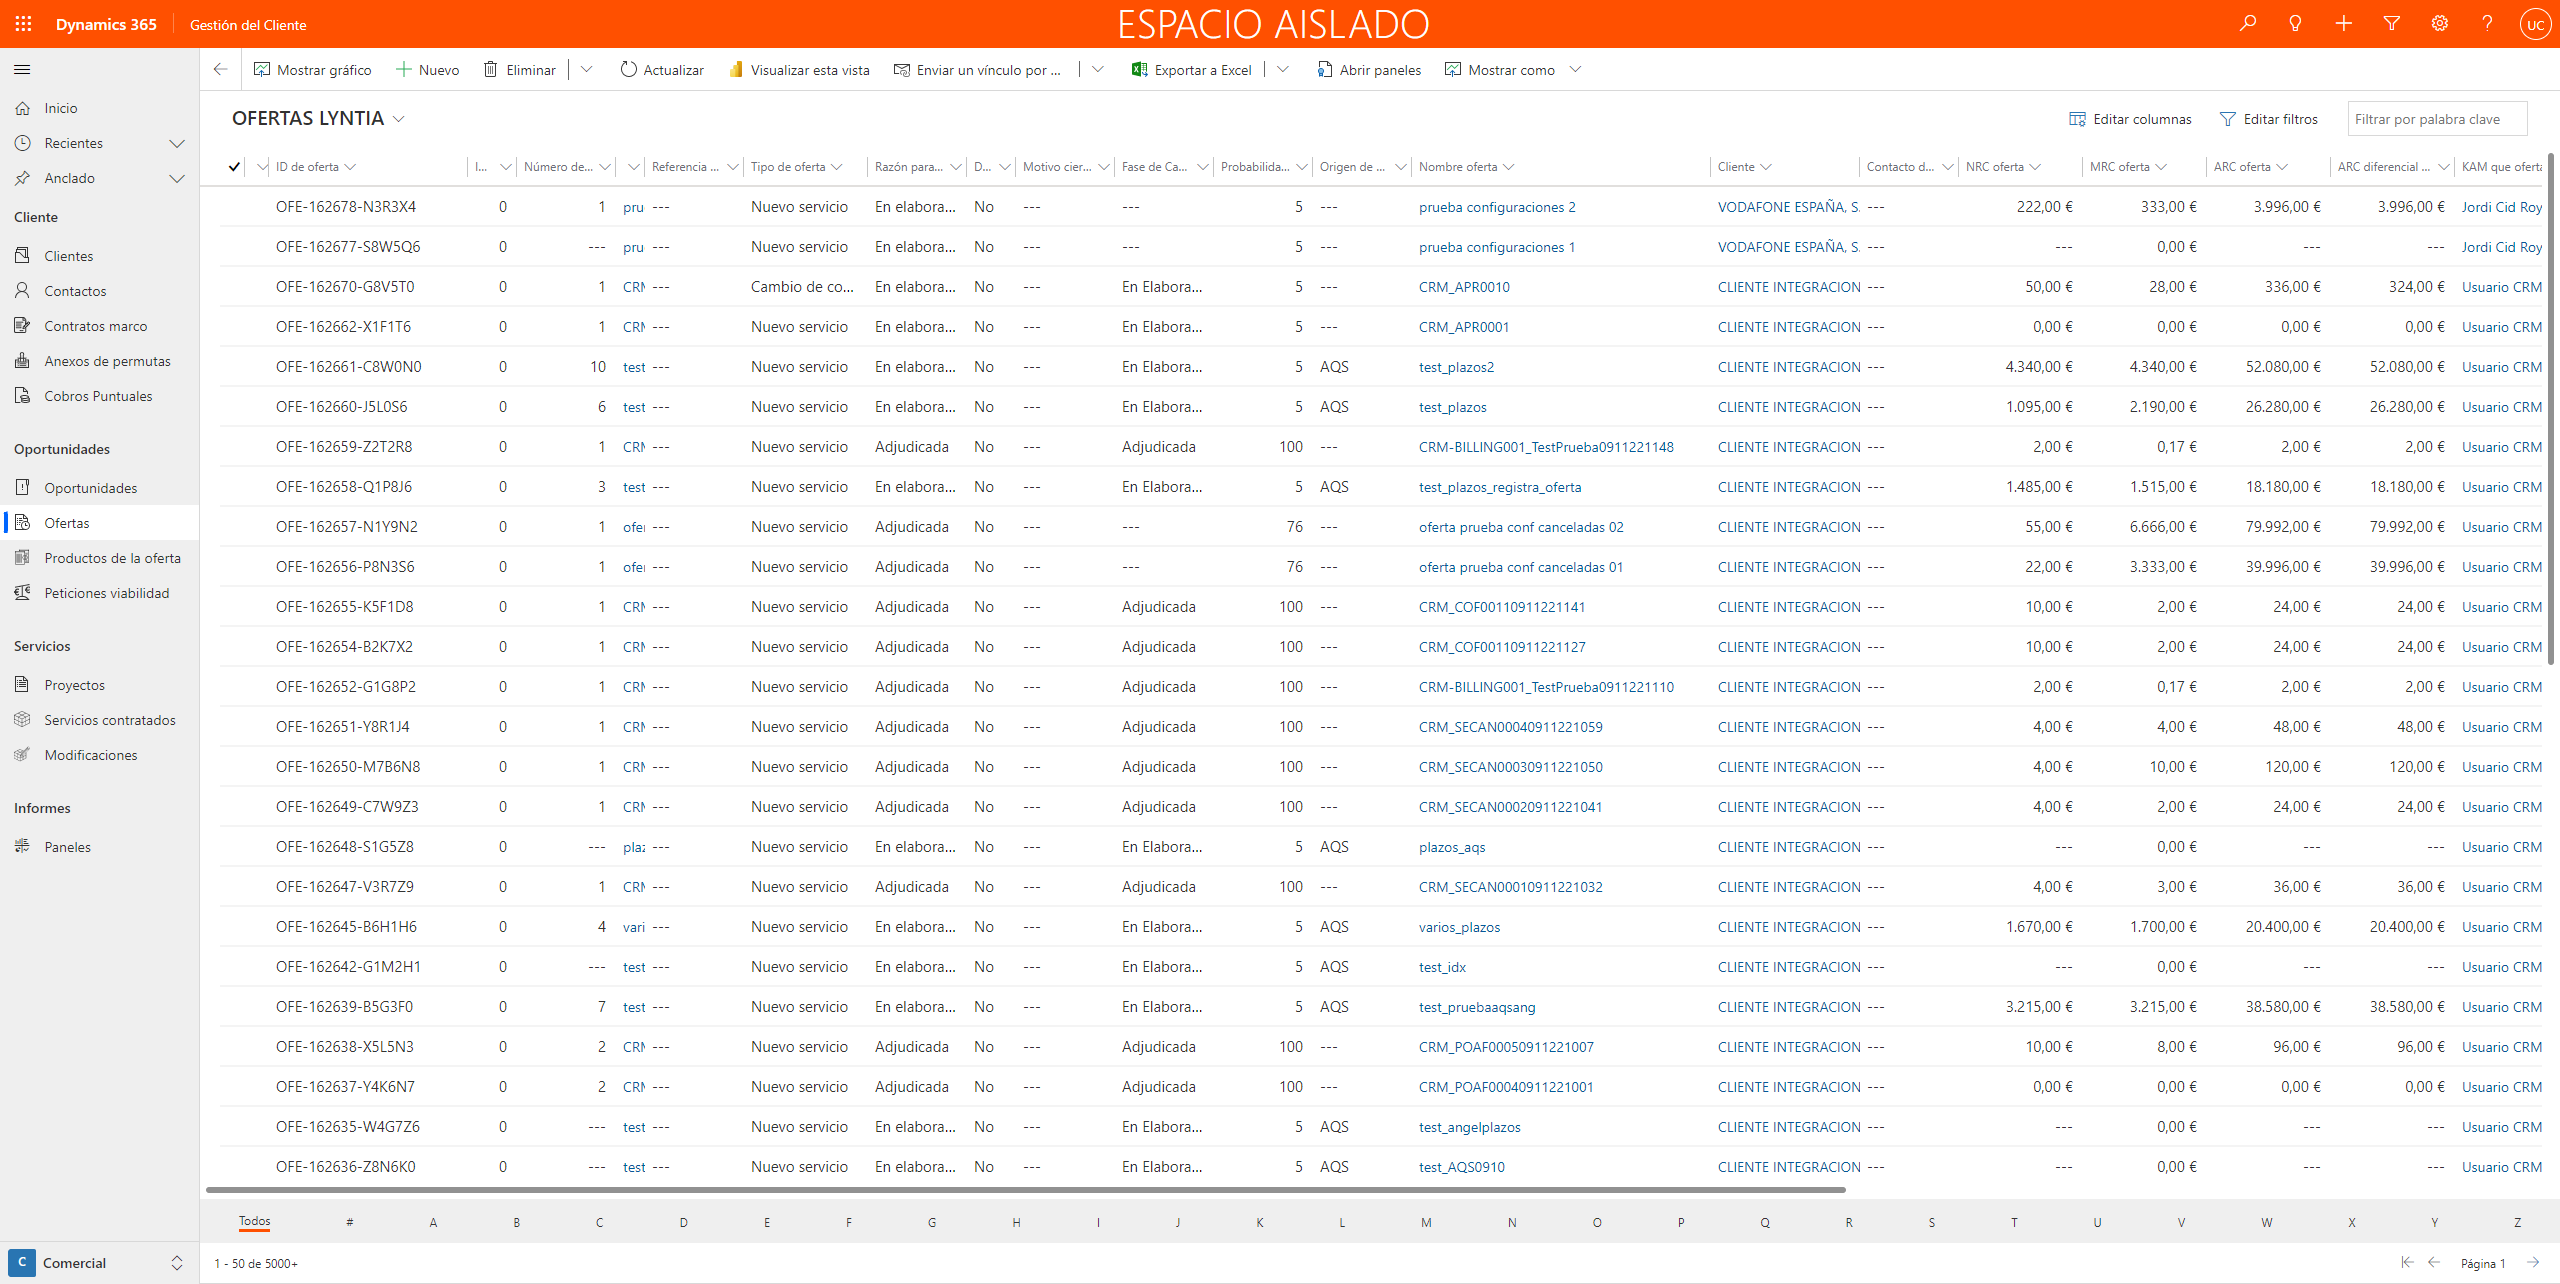 Dynamics 365 Gestión del Cliente ESPACIO AISLADO UC
Mostrar gráfico Nuevo Eliminar Actualizar Visualizar esta vista Enviar un vínculo por ... Exportar a Excel Abrir paneles Mostrar como
Inicio
Recientes
Anclado
Cliente
Clientes
Contactos
Contratos marco
Anexos de permutas
Cobros Puntuales
Oportunidades
Oportunidades
Ofertas
Productos de la oferta
Peticiones viabilidad
Servicios
Proyectos
Servicios contratados
Modificaciones
Informes
Paneles
C Comercial
OFERTAS LYNTIA Editar columnas Editar filtros Filtrar por palabra clave
ID de oferta I... Número de... Referencia ... Tipo de oferta Razón para... D... Motivo cier... Fase de Ca... Probabilida... Origen de ... Nombre oferta Cliente Contacto d... NRC oferta MRC oferta ARC oferta ARC diferencial ... KAM que oferta
OFE-162678-N3R3X4 0 1 pru --- Nuevo servicio En elabora... No --- --- 5 --- prueba configuraciones 2 VODAFONE ESPAÑA, S. --- 222,00 € 333,00 € 3.996,00 € 3.996,00 € Jordi Cid Roy
OFE-162677-S8W5Q6 0 --- pru --- Nuevo servicio En elabora... No --- --- 5 --- prueba configuraciones 1 VODAFONE ESPAÑA, S. --- --- 0,00 € --- --- Jordi Cid Roy
OFE-162670-G8V5T0 0 1 CRM --- Cambio de co... En elabora... No --- En Elabora... 5 --- CRM_APR0010 CLIENTE INTEGRACION --- 50,00 € 28,00 € 336,00 € 324,00 € Usuario CRM
OFE-162662-X1F1T6 0 1 CRM --- Nuevo servicio En elabora... No --- En Elabora... 5 --- CRM_APR0001 CLIENTE INTEGRACION --- 0,00 € 0,00 € 0,00 € 0,00 € Usuario CRM
OFE-162661-C8W0N0 0 10 test --- Nuevo servicio En elabora... No --- En Elabora... 5 AQS test_plazos2 CLIENTE INTEGRACION --- 4.340,00 € 4.340,00 € 52.080,00 € 52.080,00 € Usuario CRM
OFE-162660-J5L0S6 0 6 test --- Nuevo servicio En elabora... No --- En Elabora... 5 AQS test_plazos CLIENTE INTEGRACION --- 1.095,00 € 2.190,00 € 26.280,00 € 26.280,00 € Usuario CRM
OFE-162659-Z2T2R8 0 1 CRM --- Nuevo servicio Adjudicada No --- Adjudicada 100 --- CRM-BILLING001_TestPrueba0911221148 CLIENTE INTEGRACION --- 2,00 € 0,17 € 2,00 € 2,00 € Usuario CRM
OFE-162658-Q1P8J6 0 3 test --- Nuevo servicio En elabora... No --- En Elabora... 5 AQS test_plazos_registra_oferta CLIENTE INTEGRACION --- 1.485,00 € 1.515,00 € 18.180,00 € 18.180,00 € Usuario CRM
OFE-162657-N1Y9N2 0 1 ofer --- Nuevo servicio Adjudicada No --- --- 76 --- oferta prueba conf canceladas 02 CLIENTE INTEGRACION --- 55,00 € 6.666,00 € 79.992,00 € 79.992,00 € Usuario CRM
OFE-162656-P8N3S6 0 1 ofer --- Nuevo servicio Adjudicada No --- --- 76 --- oferta prueba conf canceladas 01 CLIENTE INTEGRACION --- 22,00 € 3.333,00 € 39.996,00 € 39.996,00 € Usuario CRM
OFE-162655-K5F1D8 0 1 CRM --- Nuevo servicio Adjudicada No --- Adjudicada 100 --- CRM_COF00110911221141 CLIENTE INTEGRACION --- 10,00 € 2,00 € 24,00 € 24,00 € Usuario CRM
OFE-162654-B2K7X2 0 1 CRM --- Nuevo servicio Adjudicada No --- Adjudicada 100 --- CRM_COF00110911221127 CLIENTE INTEGRACION --- 10,00 € 2,00 € 24,00 € 24,00 € Usuario CRM
OFE-162652-G1G8P2 0 1 CRM --- Nuevo servicio Adjudicada No --- Adjudicada 100 --- CRM-BILLING001_TestPrueba0911221110 CLIENTE INTEGRACION --- 2,00 € 0,17 € 2,00 € 2,00 € Usuario CRM
OFE-162651-Y8R1J4 0 1 CRM --- Nuevo servicio Adjudicada No --- Adjudicada 100 --- CRM_SECAN00040911221059 CLIENTE INTEGRACION --- 4,00 € 4,00 € 48,00 € 48,00 € Usuario CRM
OFE-162650-M7B6N8 0 1 CRM --- Nuevo servicio Adjudicada No --- Adjudicada 100 --- CRM_SECAN00030911221050 CLIENTE INTEGRACION --- 4,00 € 10,00 € 120,00 € 120,00 € Usuario CRM
OFE-162649-C7W9Z3 0 1 CRM --- Nuevo servicio Adjudicada No --- Adjudicada 100 --- CRM_SECAN00020911221041 CLIENTE INTEGRACION --- 4,00 € 2,00 € 24,00 € 24,00 € Usuario CRM
OFE-162648-S1G5Z8 0 --- plaz --- Nuevo servicio En elabora... No --- En Elabora... 5 AQS plazos_aqs CLIENTE INTEGRACION --- --- 0,00 € --- --- Usuario CRM
OFE-162647-V3R7Z9 0 1 CRM --- Nuevo servicio Adjudicada No --- Adjudicada 100 --- CRM_SECAN00010911221032 CLIENTE INTEGRACION --- 4,00 € 3,00 € 36,00 € 36,00 € Usuario CRM
OFE-162645-B6H1H6 0 4 vari --- Nuevo servicio En elabora... No --- En Elabora... 5 AQS varios_plazos CLIENTE INTEGRACION --- 1.670,00 € 1.700,00 € 20.400,00 € 20.400,00 € Usuario CRM
OFE-162642-G1M2H1 0 --- test --- Nuevo servicio En elabora... No --- En Elabora... 5 AQS test_idx CLIENTE INTEGRACION --- --- 0,00 € --- --- Usuario CRM
OFE-162639-B5G3F0 0 7 test --- Nuevo servicio En elabora... No --- En Elabora... 5 AQS test_pruebaaqsang CLIENTE INTEGRACION --- 3.215,00 € 3.215,00 € 38.580,00 € 38.580,00 € Usuario CRM
OFE-162638-X5L5N3 0 2 CRM --- Nuevo servicio Adjudicada No --- Adjudicada 100 --- CRM_POAF00050911221007 CLIENTE INTEGRACION --- 10,00 € 8,00 € 96,00 € 96,00 € Usuario CRM
OFE-162637-Y4K6N7 0 2 CRM --- Nuevo servicio Adjudicada No --- Adjudicada 100 --- CRM_POAF00040911221001 CLIENTE INTEGRACION --- 0,00 € 0,00 € 0,00 € 0,00 € Usuario CRM
OFE-162635-W4G7Z6 0 --- test --- Nuevo servicio En elabora... No --- En Elabora... 5 AQS test_angelplazos CLIENTE INTEGRACION --- --- 0,00 € --- --- Usuario CRM
OFE-162636-Z8N6K0 0 --- test --- Nuevo servicio En elabora... No --- En Elabora... 5 AQS test_AQS0910 CLIENTE INTEGRACION --- --- 0,00 € --- --- Usuario CRM
Todos # A B C D E F G H I J K L M N O P Q R S T U V W X Y Z
1 - 50 de 5000+ Página 1